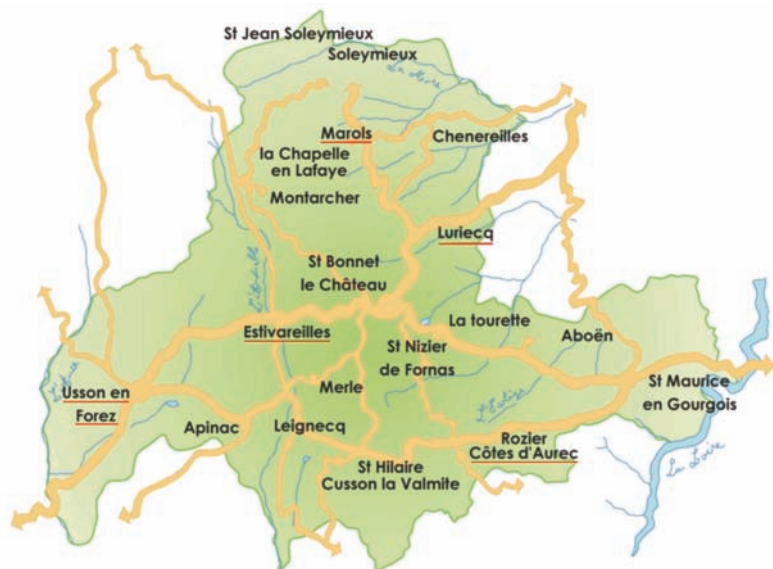 St Jean Soleymieux
Soleymieux
La Mare
Marols
Chenereilles
la Chapelle
en Lafaye
Montarcher
Luriecq
St Bonnet
le Château
Estivareilles
La tourette
Aboën
St Nizier
de Fornas
Merle
St Maurice
en Gourgois
Usson en
Forez
Apinac
Leignecq
Rozier
Côtes d'Aurec
St Hilaire
Cusson la Valmite
La Loire